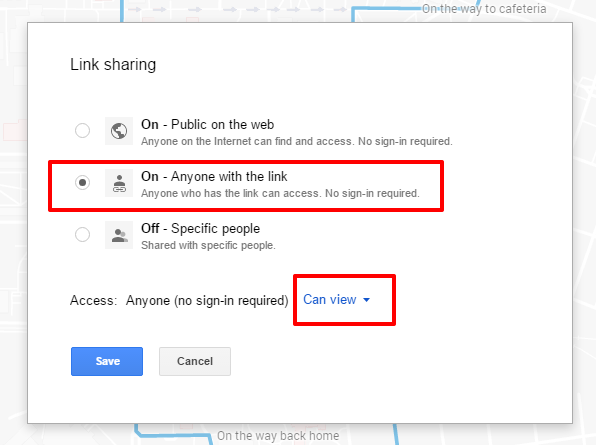 On the way to cafeteria
Link sharing
On - Public on the web
Anyone on the Internet can find and access. No sign-in required.
On - Anyone with the link
Anyone who has the link can access. No sign-in required.
Off - Specific people
Shared with specific people.
Access: Anyone (no sign-in required) Can view
Save Cancel
On the way back home